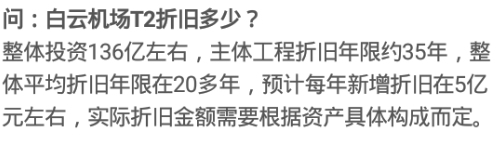 问：白云机场T2折旧多少？
整体投资136亿左右，主体工程折旧年限约35年，整
体平均折旧年限在20多年，预计每年新增折旧在5亿
元左右，实际折旧金额需要根据资产具体构成而定。